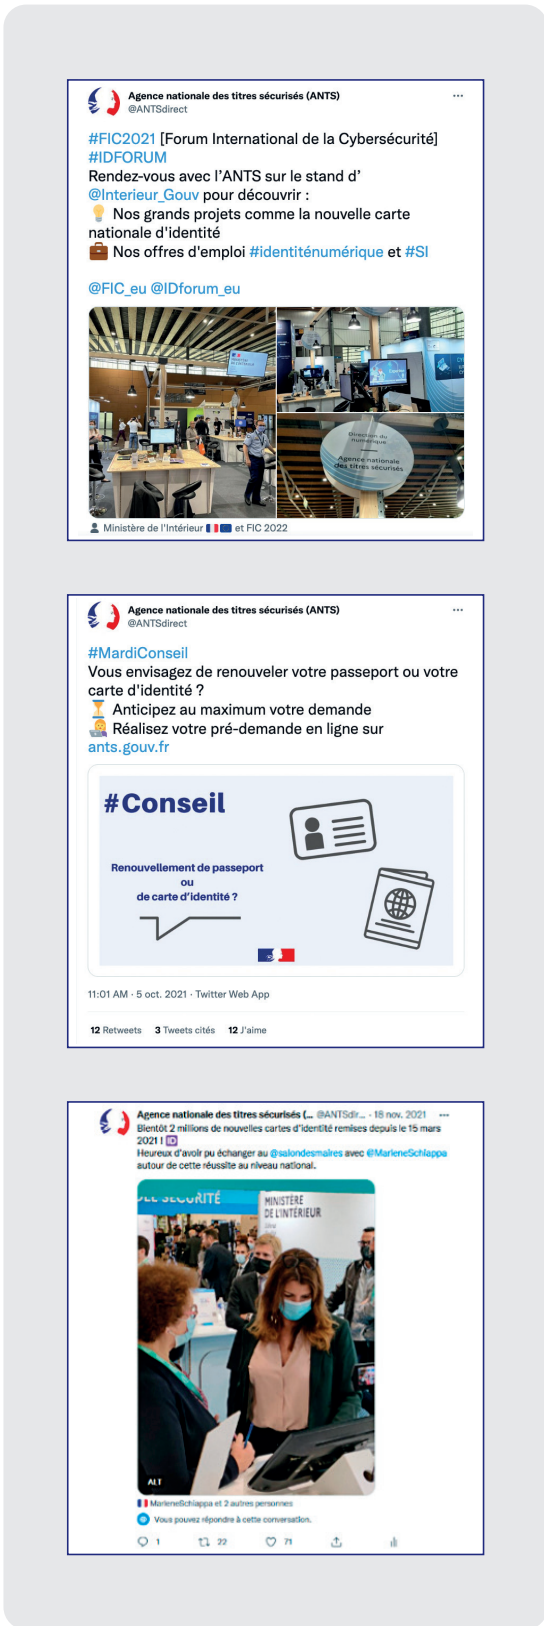 Agence nationale des titres sécurisés (ANTS)
@ANTSdirect
#FIC2021 [Forum International de la Cybersécurité]
#IDFORUM
Rendez-vous avec l'ANTS sur le stand d'
@Interieur_Gouv pour découvrir :
💡 Nos grands projets comme la nouvelle carte
nationale d'identité
💼 Nos offres d'emploi #identiténumérique et #SI
@FIC_eu @IDforum_eu
Direction du
numérique
Agence nationale
des titres sécurisés
Ministère de l'Intérieur 🇫🇷🇪🇺 et FIC 2022
Agence nationale des titres sécurisés (ANTS)
@ANTSdirect
#MardiConseil
Vous envisagez de renouveler votre passeport ou votre
carte d'identité ?
⏳ Anticipez au maximum votre demande
👩‍💻 Réalisez votre pré-demande en ligne sur
ants.gouv.fr
#Conseil
Renouvellement de passeport
ou
de carte d'identité ?
11:01 AM · 5 oct. 2021 · Twitter Web App
12 Retweets 3 Tweets cités 12 J'aime
Agence nationale des titres sécurisés (... @ANTSdir... · 18 nov. 2021
Bientôt 2 millions de nouvelles cartes d'identité remises depuis le 15 mars
2021 ! 🆔
Heureux d'avoir pu échanger au @salondesmaires avec @MarleneSchiappa
autour de cette réussite au niveau national.
SÉCURITÉ
MINISTÈRE
DE L'INTÉRIEUR
ALT
🇫🇷 MarleneSchiappa et 2 autres personnes
Vous pouvez répondre à cette conversation.
1 22 71